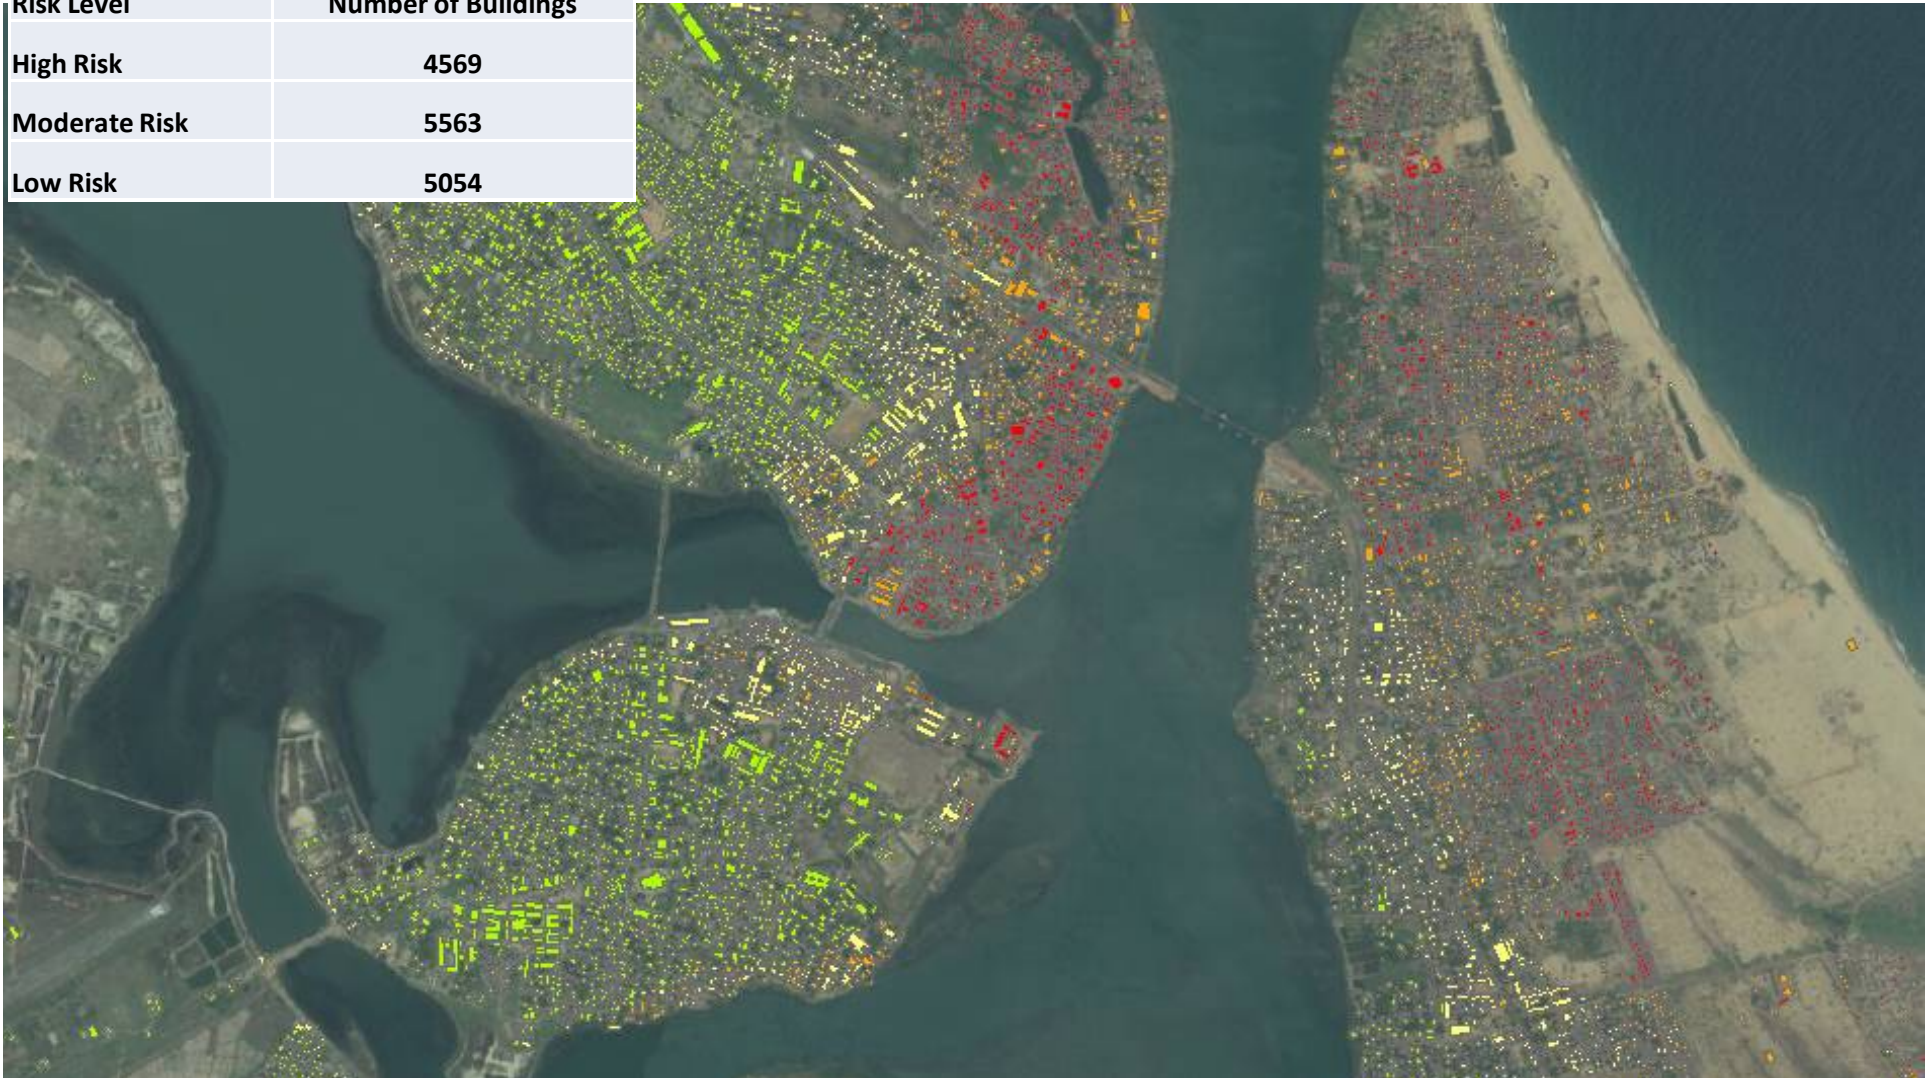 Risk Level Number of Buildings
High Risk 4569
Moderate Risk 5563
Low Risk 5054